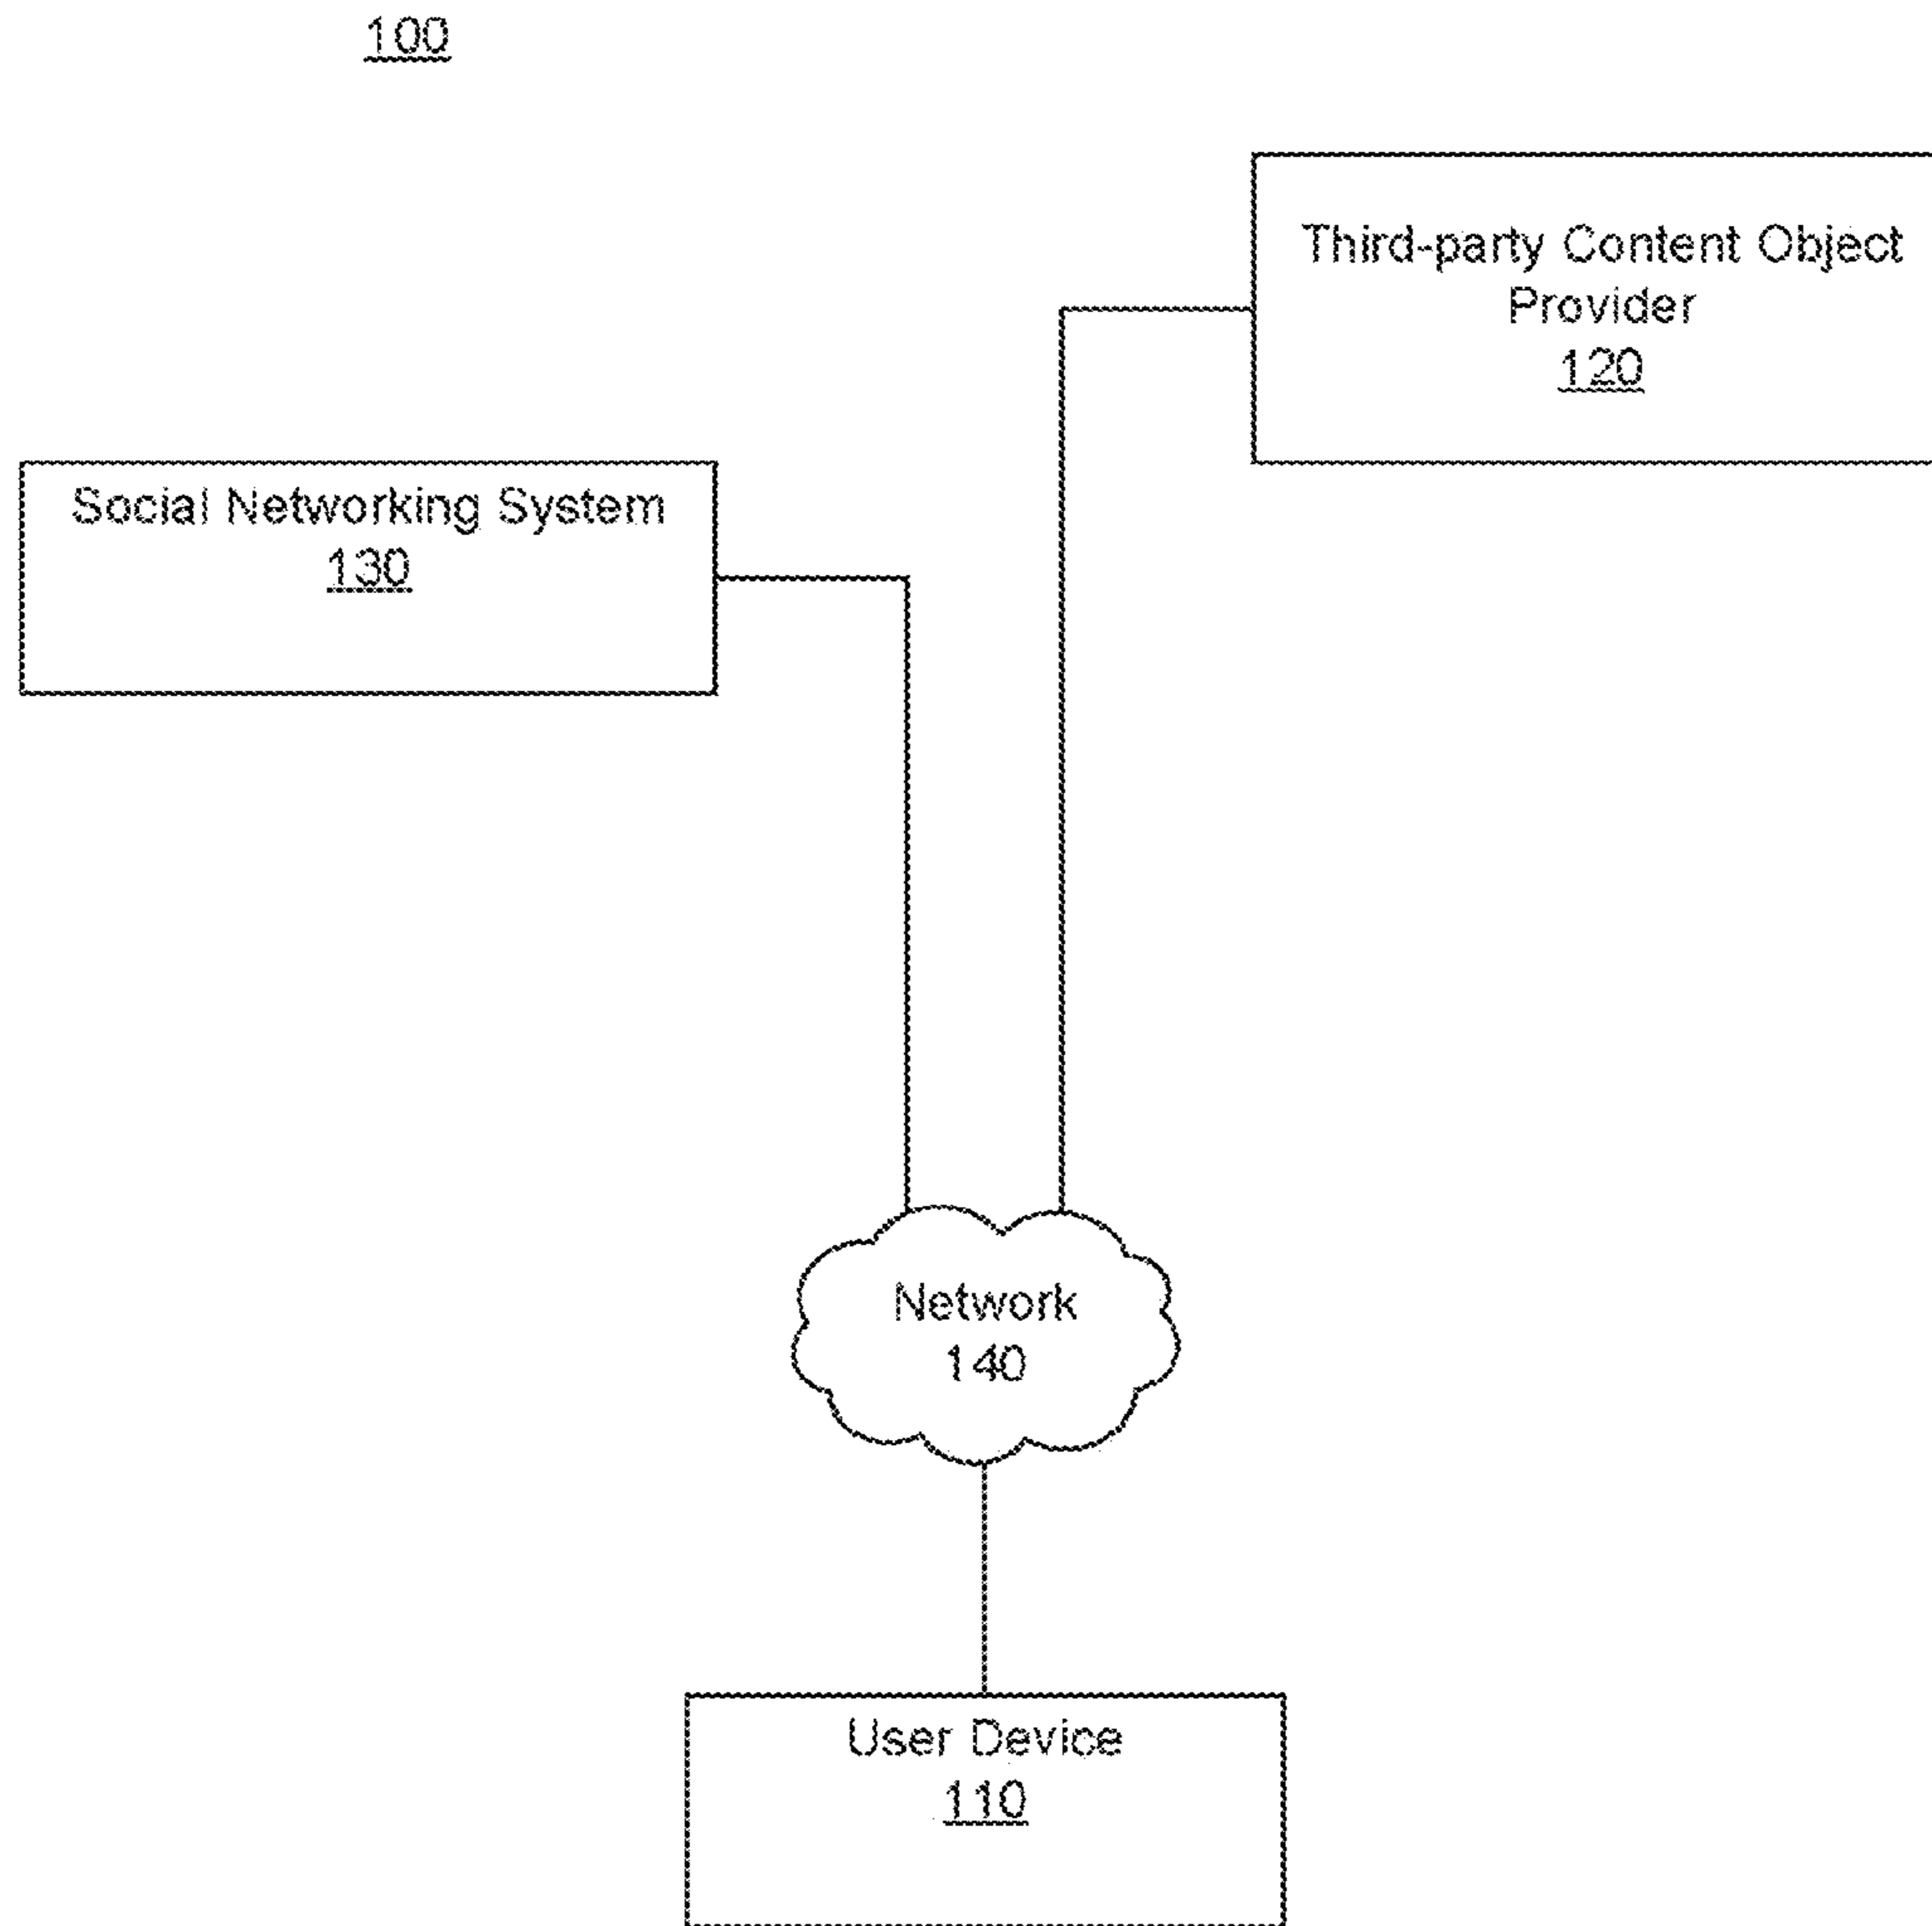 100
Third-party Content Object
Provider
120
Social Networking System
130
Network
140
User Device
110